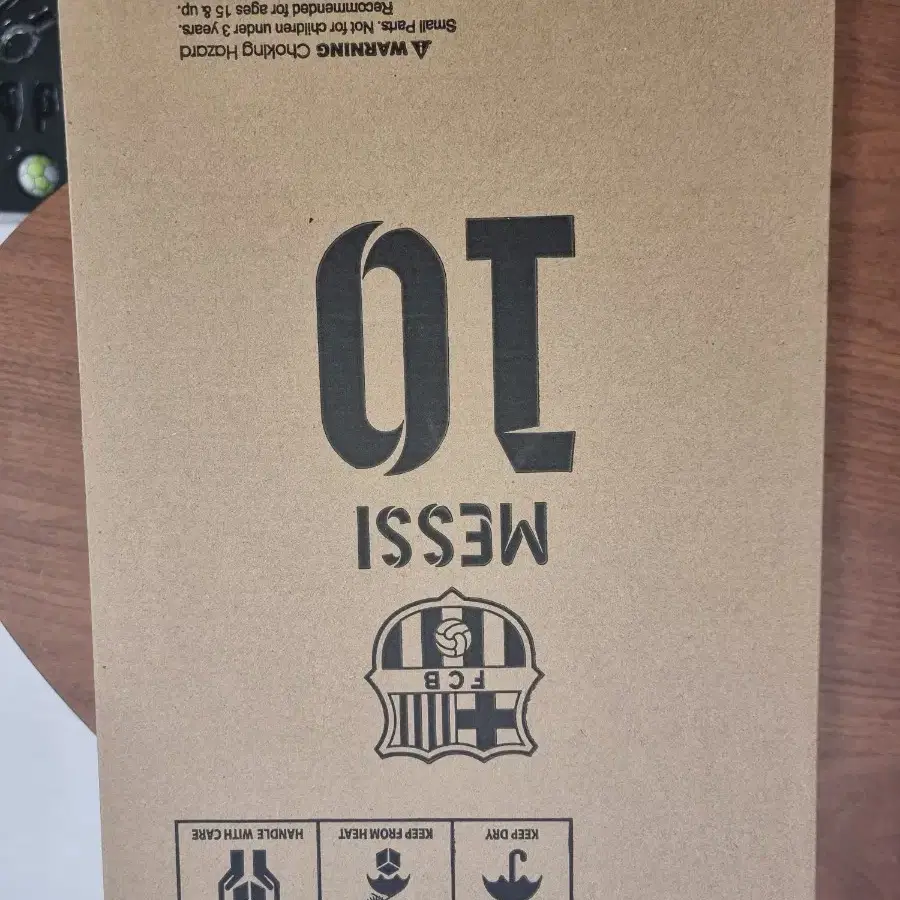 KEEP DRY
KEEP FROM HEAT
HANDLE WITH CARE
FCB
MESSI
10
⚠ WARNING Choking Hazard
Small Parts. Not for children under 3 years.
Recommended for ages 15 & up.